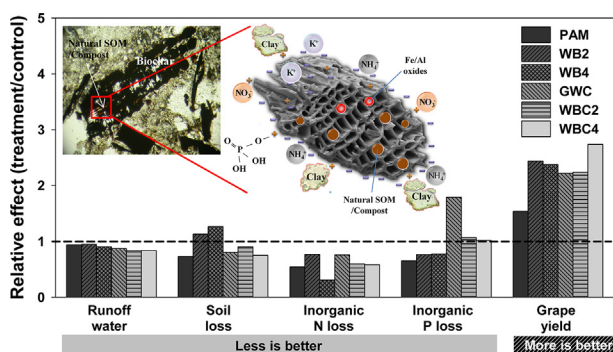 Relative effect (treatment/control)
5
4
3
2
1
0
Natural SOM
/Compost
Biochar
Clay
K⁺
K⁺
NH₄⁺
Fe/Al
oxides
NO₃⁻
NO₃⁻
O
HO P O
OH
OH
NH₄⁺
NH₄⁺
Clay
Clay
Natural SOM
/Compost
PAM
WB2
WB4
GWC
WBC2
WBC4
Runoff
water
Soil
loss
Inorganic
N loss
Inorganic
P loss
Grape
yield
Less is better
More is better